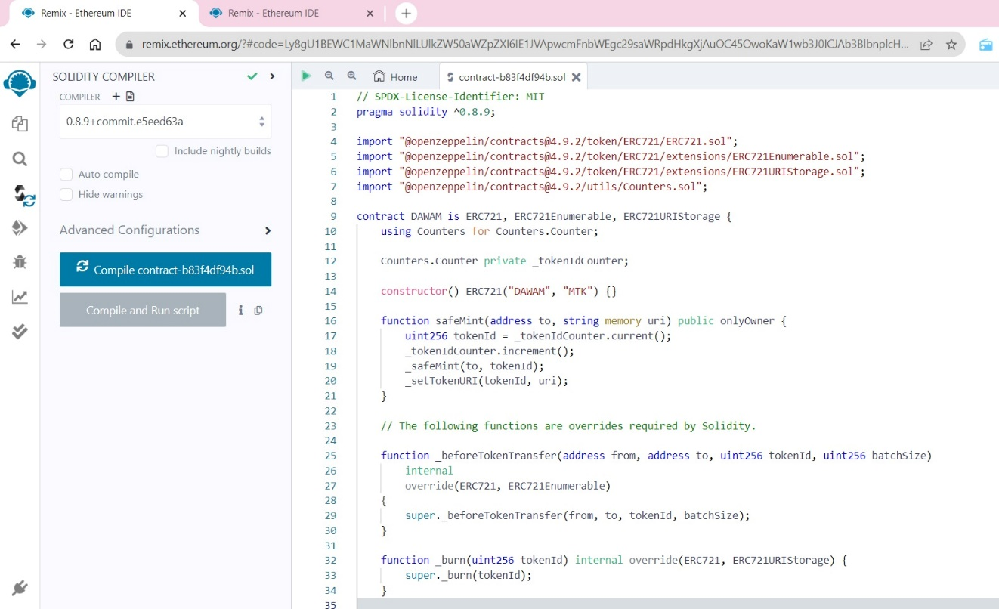 Remix - Ethereum IDE
Remix - Ethereum IDE
remix.ethereum.org/?#code=Ly8gU1BEWC1MaWNlbnNlLUlkZW50aWZpZXI6IE1JVApwcmFnbWEgc29saWRpdHkgXjAuOC45OwoKaW1wb3J0ICJAb3BlbnplcH...
SOLIDITY COMPILER
COMPILER
0.8.9+commit.e5eed63a
Include nightly builds
Auto compile
Hide warnings
Advanced Configurations
Compile contract-b83f4df94b.sol
Compile and Run script
Home
contract-b83f4df94b.sol
1 // SPDX-License-Identifier: MIT
2 pragma solidity ^0.8.9;
3
4 import "@openzeppelin/contracts@4.9.2/token/ERC721/ERC721.sol";
5 import "@openzeppelin/contracts@4.9.2/token/ERC721/extensions/ERC721Enumerable.sol";
6 import "@openzeppelin/contracts@4.9.2/token/ERC721/extensions/ERC721URIStorage.sol";
7 import "@openzeppelin/contracts@4.9.2/utils/Counters.sol";
8
9 contract DAWAM is ERC721, ERC721Enumerable, ERC721URIStorage {
10 using Counters for Counters.Counter;
11
12 Counters.Counter private _tokenIdCounter;
13
14 constructor() ERC721("DAWAM", "MTK") {}
15
16 function safeMint(address to, string memory uri) public onlyOwner {
17 uint256 tokenId = _tokenIdCounter.current();
18 _tokenIdCounter.increment();
19 _safeMint(to, tokenId);
20 _setTokenURI(tokenId, uri);
21 }
22
23 // The following functions are overrides required by Solidity.
24
25 function _beforeTokenTransfer(address from, address to, uint256 tokenId, uint256 batchSize)
26 internal
27 override(ERC721, ERC721Enumerable)
28 {
29 super._beforeTokenTransfer(from, to, tokenId, batchSize);
30 }
31
32 function _burn(uint256 tokenId) internal override(ERC721, ERC721URIStorage) {
33 super._burn(tokenId);
34 }
35